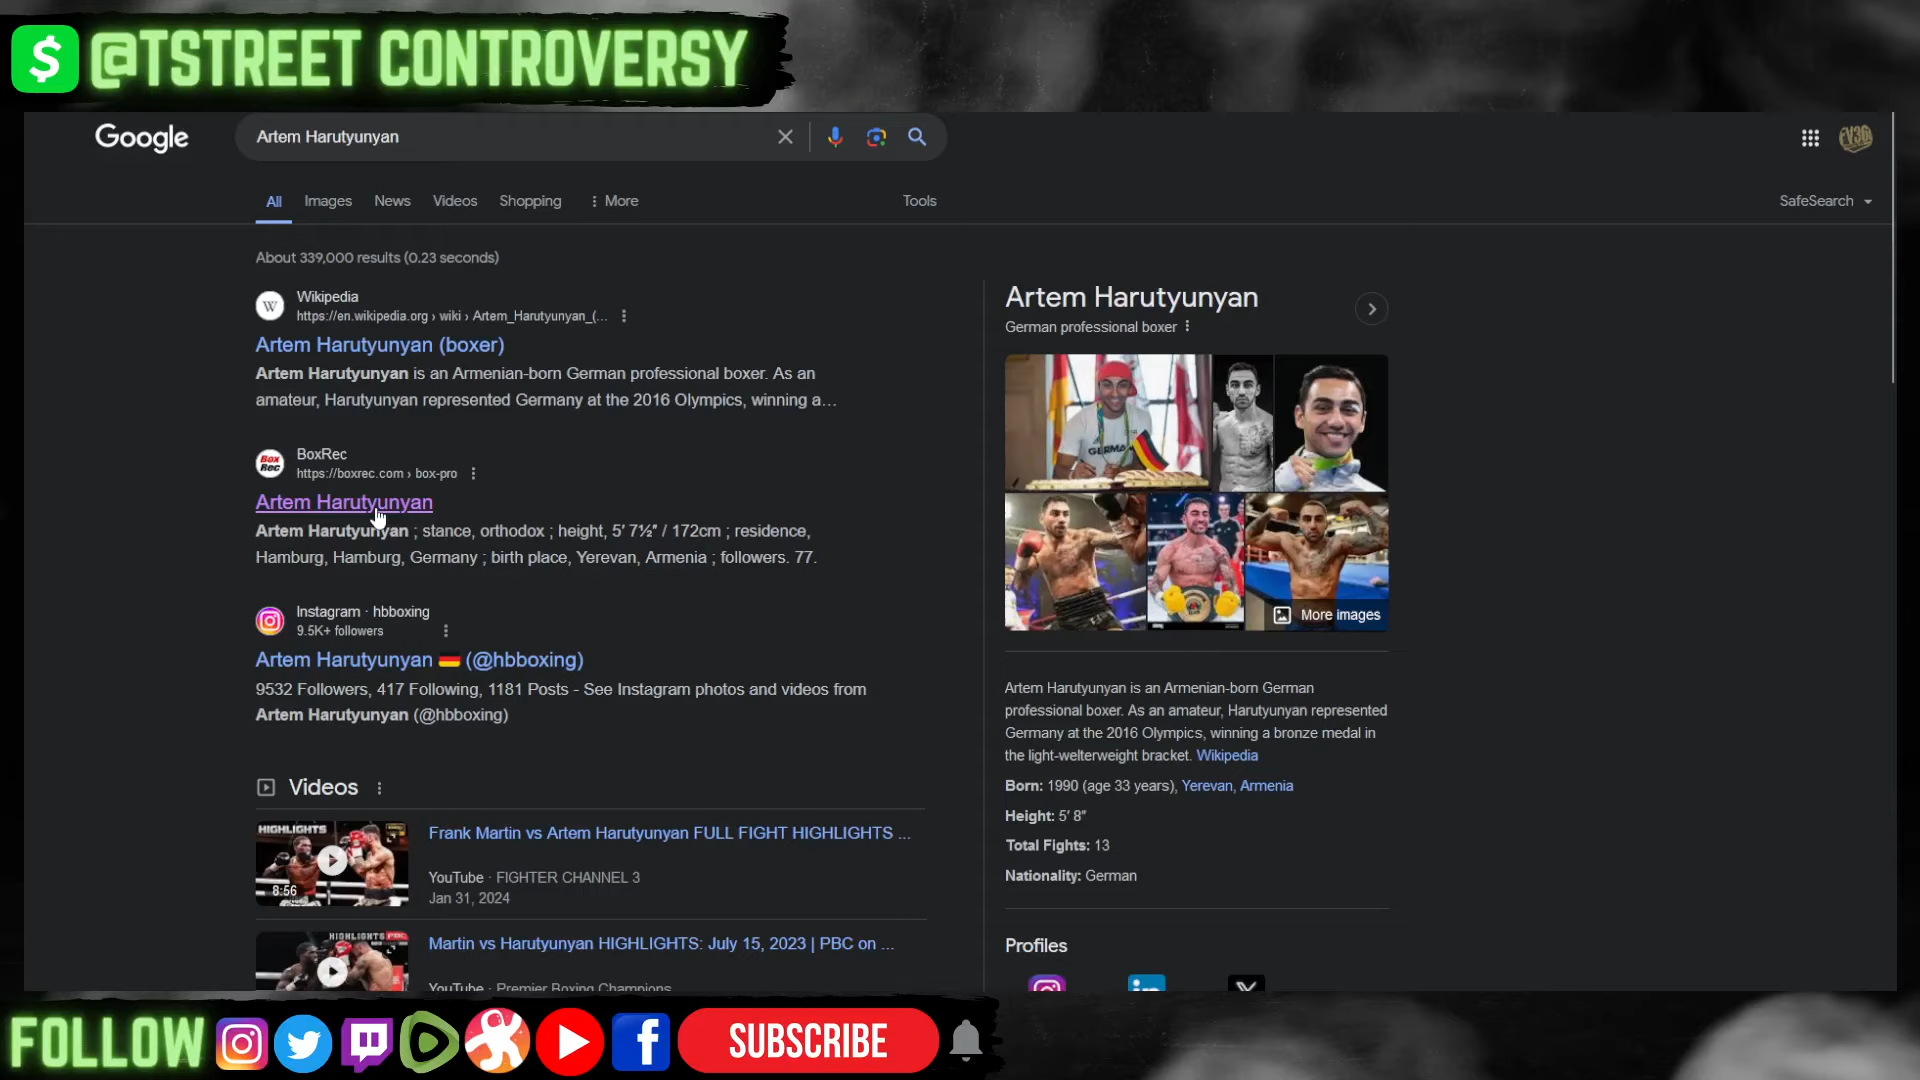 @TSTREET CONTROVERSY
Google
Artem Harutyunyan
All
Images
News
Videos
Shopping
More
Tools
SafeSearch
About 339,000 results (0.23 seconds)
Wikipedia
https://en.wikipedia.org › wiki › Artem_Harutyunyan_(...
Artem Harutyunyan (boxer)
Artem Harutyunyan is an Armenian-born German professional boxer. As an
amateur, Harutyunyan represented Germany at the 2016 Olympics, winning a...
BoxRec
https://boxrec.com › box-pro
Artem Harutyunyan
Artem Harutyunyan ; stance, orthodox ; height, 5′ 7½″ / 172cm ; residence,
Hamburg, Hamburg, Germany ; birth place, Yerevan, Armenia ; followers. 77.
Instagram · hbboxing
9.5K+ followers
Artem Harutyunyan 🇩🇪 (@hbboxing)
9532 Followers, 417 Following, 1181 Posts - See Instagram photos and videos from
Artem Harutyunyan (@hbboxing)
Videos
HIGHLIGHTS
8:56
Frank Martin vs Artem Harutyunyan FULL FIGHT HIGHLIGHTS ...
YouTube · FIGHTER CHANNEL 3
Jan 31, 2024
HIGHLIGHTS PBC
Martin vs Harutyunyan HIGHLIGHTS: July 15, 2023 | PBC on ...
YouTube · Premier Boxing Champions
Artem Harutyunyan
German professional boxer
More images
Artem Harutyunyan is an Armenian-born German
professional boxer. As an amateur, Harutyunyan represented
Germany at the 2016 Olympics, winning a bronze medal in
the light-welterweight bracket. Wikipedia
Born: 1990 (age 33 years), Yerevan, Armenia
Height: 5′ 8″
Total Fights: 13
Nationality: German
Profiles
FOLLOW
SUBSCRIBE